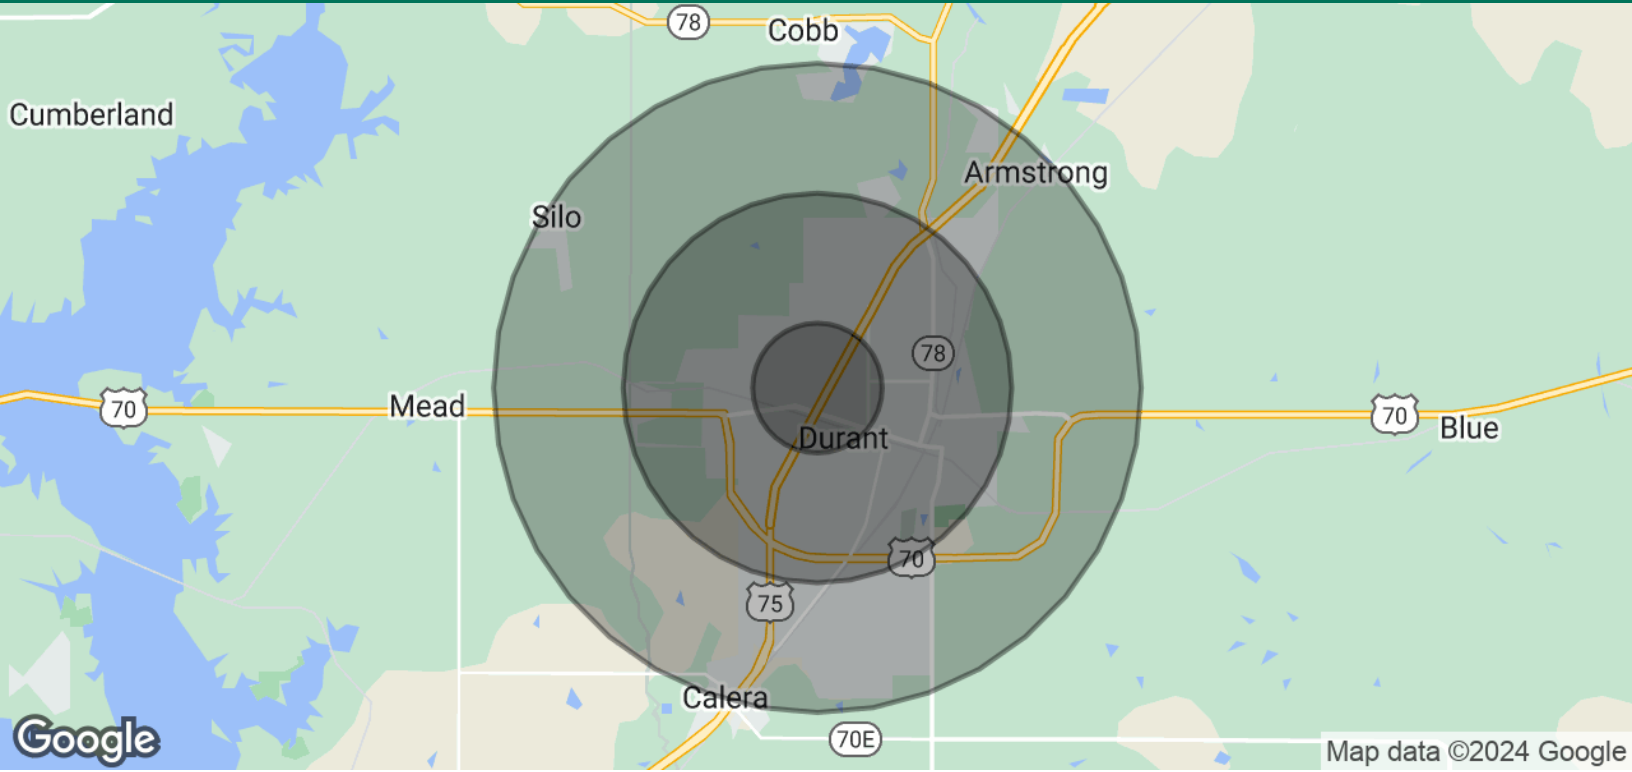 78
Cobb
Cumberland
Armstrong
Silo
78
70
Mead
70
Blue
Durant
70
75
Calera
70E
Google
Map data ©2024 Google